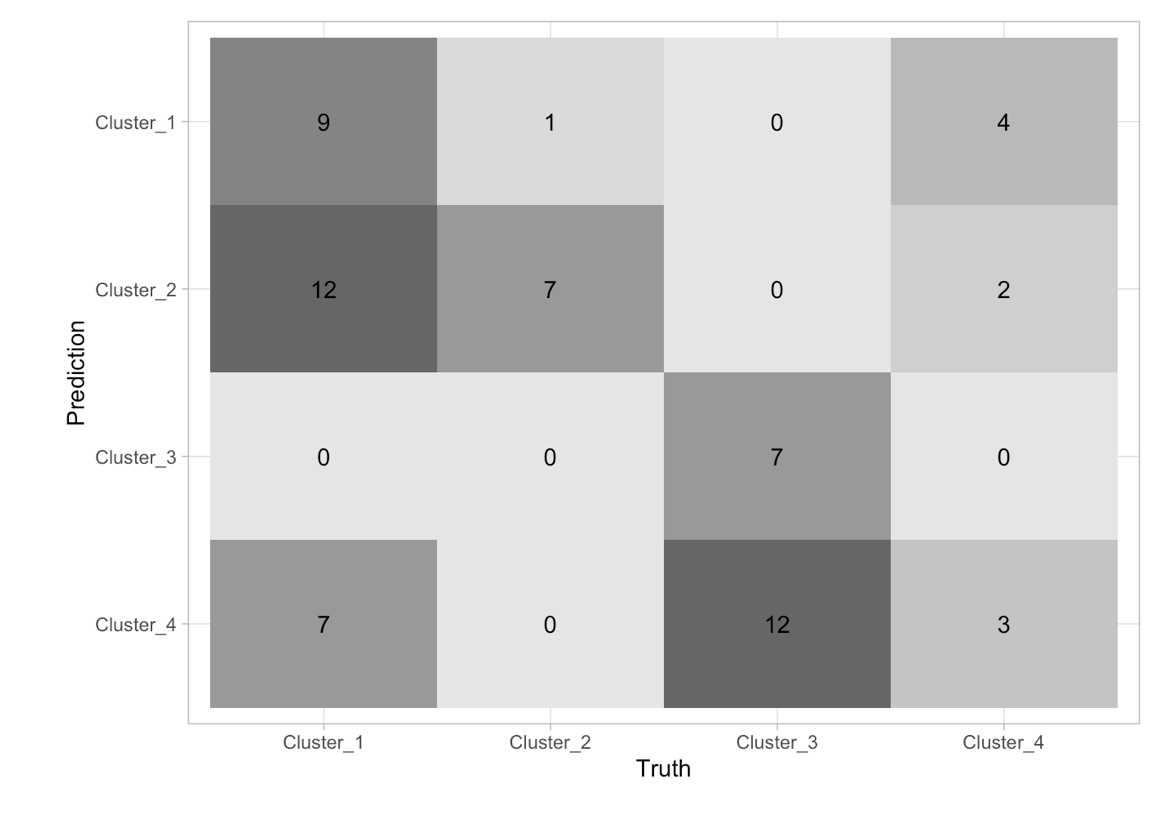 Cluster_1 9 1 0 4
Cluster_2 12 7 0 2
Prediction
Cluster_3 0 0 7 0
Cluster_4 7 0 12 3
Cluster_1 Cluster_2 Cluster_3 Cluster_4
Truth